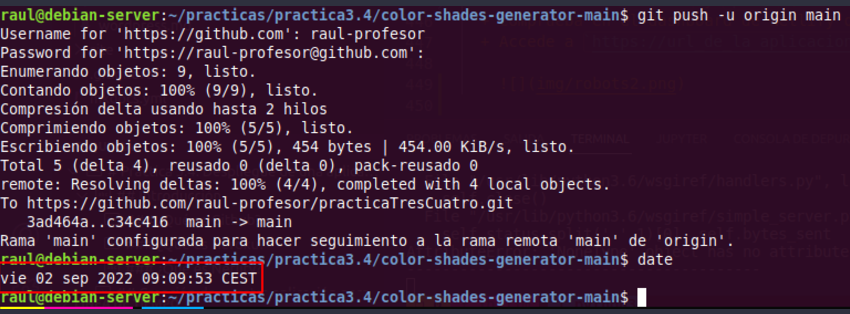 raul@debian-server:~/practicas/practica3.4/color-shades-generator-main$ git push -u origin main
Username for 'https://github.com': raul-profesor
Password for 'https://raul-profesor@github.com':
Enumerando objetos: 9, listo.
Contando objetos: 100% (9/9), listo.
Compresión delta usando hasta 2 hilos
Comprimiendo objetos: 100% (5/5), listo.
Escribiendo objetos: 100% (5/5), 454 bytes | 454.00 KiB/s, listo.
Total 5 (delta 4), reusado 0 (delta 0), pack-reusado 0
remote: Resolving deltas: 100% (4/4), completed with 4 local objects.
To https://github.com/raul-profesor/practicaTresCuatro.git
   3ad464a..c34c416  main -> main
Rama 'main' configurada para hacer seguimiento a la rama remota 'main' de 'origin'.
raul@debian-server:~/practicas/practica3.4/color-shades-generator-main$ date
vie 02 sep 2022 09:09:53 CEST
raul@debian-server:~/practicas/practica3.4/color-shades-generator-main$